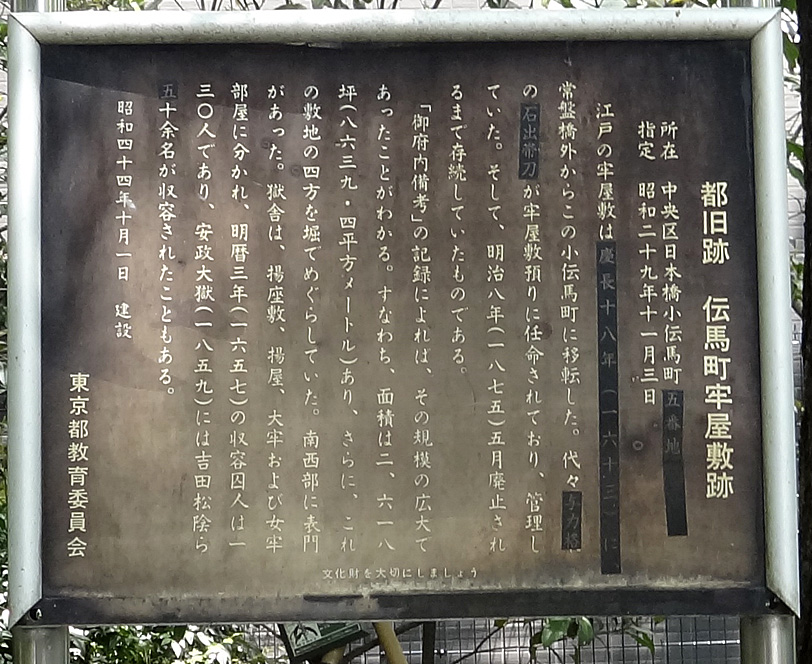 都旧跡　伝馬町牢屋敷跡
所在　中央区日本橋小伝馬町五番地
指定　昭和二十九年十一月三日
江戸の牢屋敷は慶長十八年（一六十三）に
常盤橋外からこの小伝馬町に移転した。代々与力格
の石出帯刀が牢屋敷預りに任命されており、管理し
ていた。そして、明治八年(一八七五)五月廃止され
るまで存続していたものである。
「御府内備考」の記録によれば、その規模の広大で
あったことがわかる。すなわち、面積は二、六一八
坪(八六三九・四平方メートル)あり、さらに、これ
の敷地の四方を堀でめぐらしていた。南西部に表門
があった。獄舎は、揚座敷、揚屋、大牢および女牢
部屋に分かれ、明暦三年(一六五七)の収容囚人は一
三〇人であり、安政大獄(一八五九)には吉田松陰ら
五十余名が収容されたこともある。
昭和四十四年十月一日　建設
東京都教育委員会
文化財を大切にしましょう